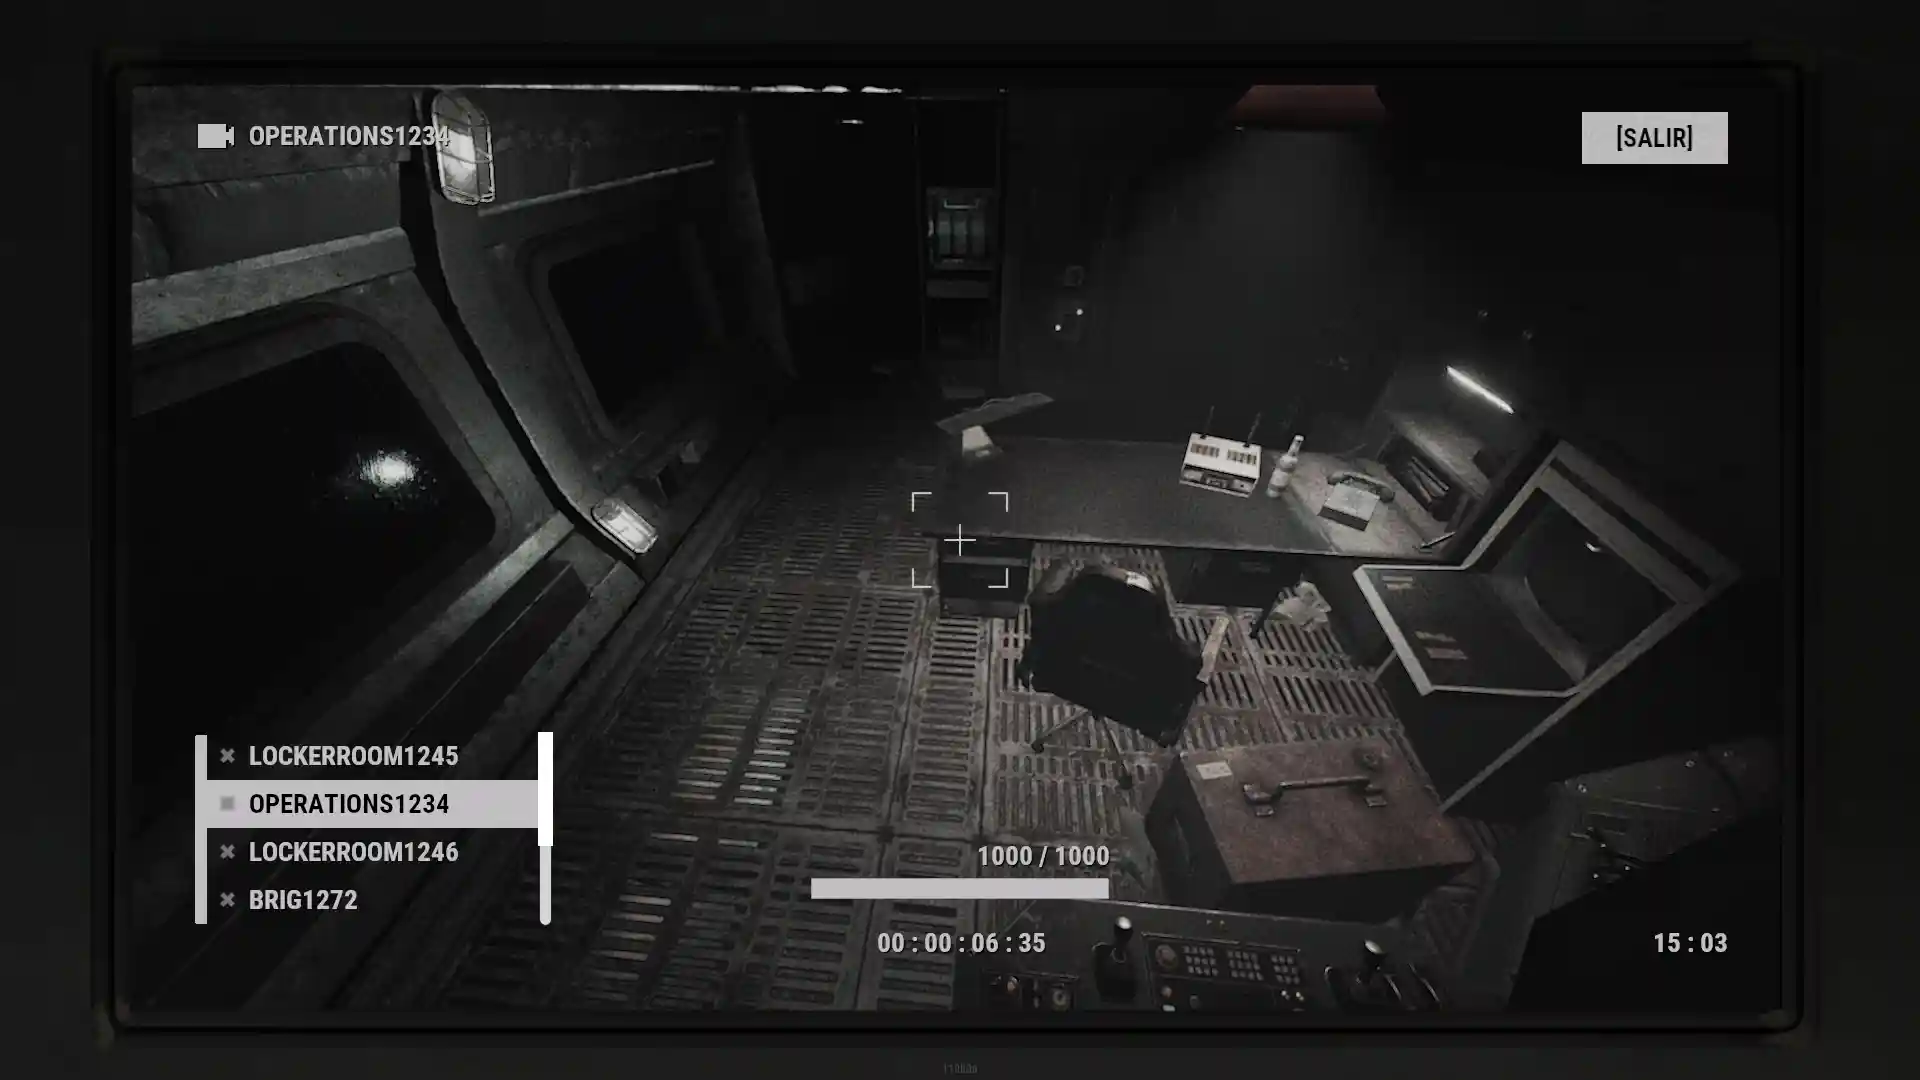 OPERATIONS1234
[SALIR]
LOCKERROOM1245
OPERATIONS1234
LOCKERROOM1246
BRIG1272
1000 / 1000
00 : 00 : 06 : 35
15 : 03